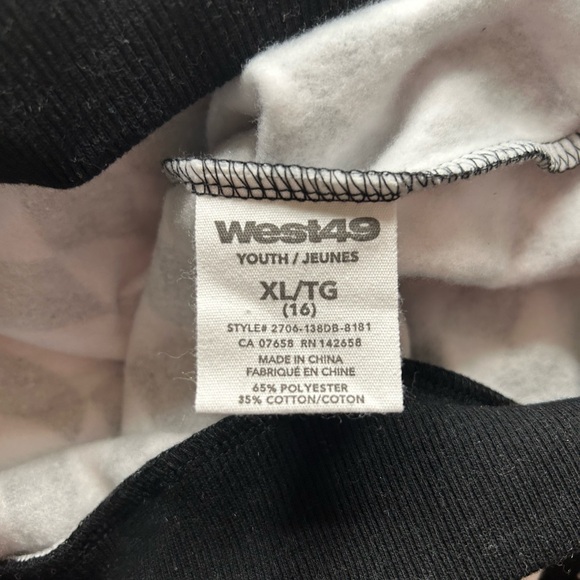 West49
YOUTH / JEUNES
XL/TG
(16)
STYLE# 2706-138DB-8181
CA 07658 RN 142658
MADE IN CHINA
FABRIQUÉ EN CHINE
65% POLYESTER
35% COTTON/COTON